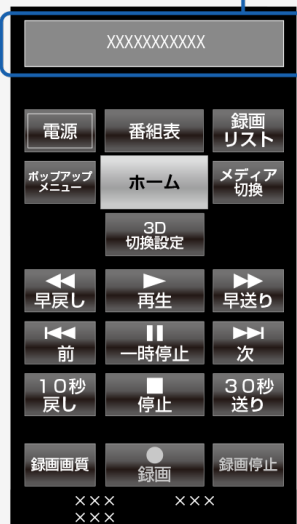 XXXXXXXXXXX
電源
番組表
録画
リスト
ポップアップ
メニュー
ホーム
メディア
切換
3D
切換設定
早戻し
再生
早送り
前
一時停止
次
10秒
戻し
停止
30秒
送り
録画画質
録画
録画停止
××× ×××
×××